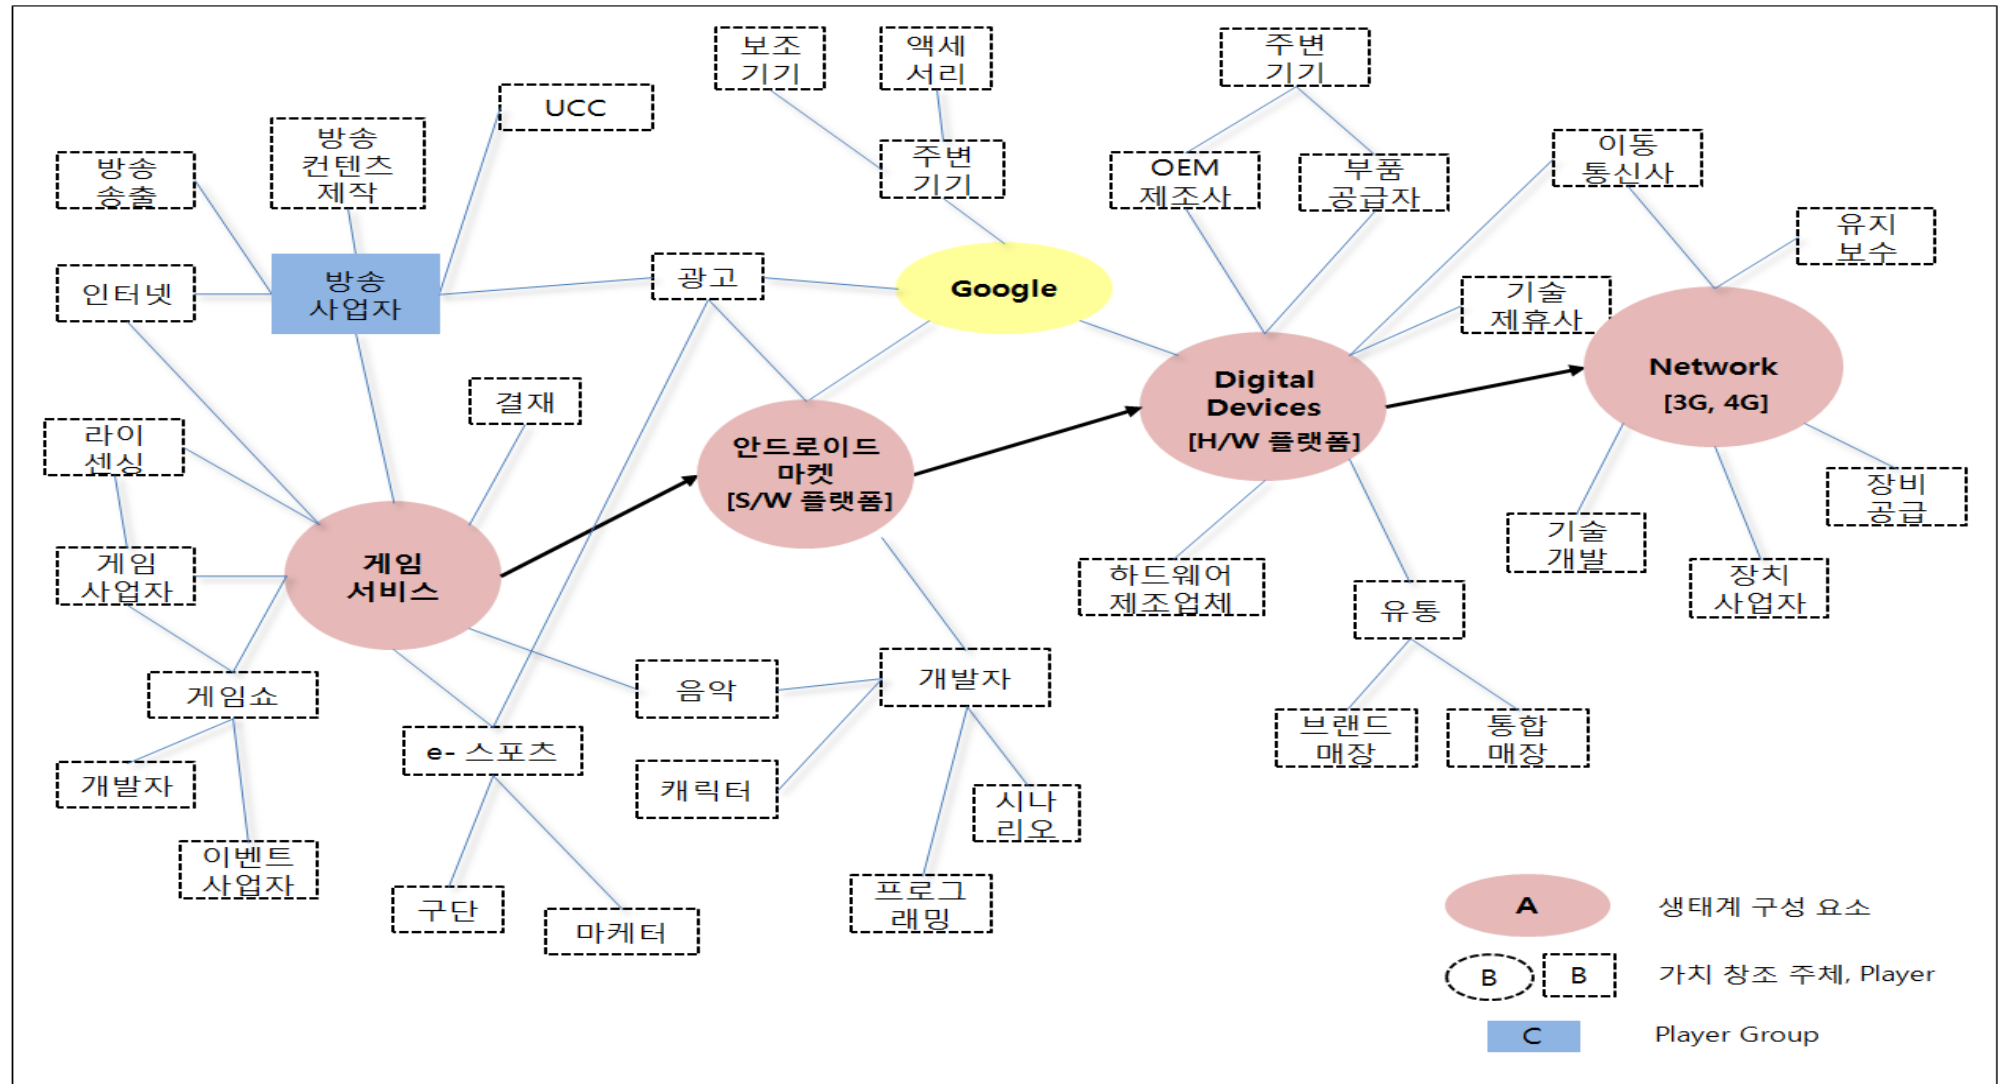 보조
기기
액세
서리
주변
기기
UCC
방송
컨텐츠
제작
방송
송출
주변
기기
OEM
제조사
부품
공급자
이동
통신사
유지
보수
인터넷
방송
사업자
광고
Google
기술
제휴사
Network
[3G, 4G]
Digital
Devices
[H/W 플랫폼]
결재
라이
센싱
안드로이드
마켓
[S/W 플랫폼]
장비
공급
기술
개발
게임
사업자
게임
서비스
하드웨어
제조업체
유통
장치
사업자
게임쇼
음악
개발자
브랜드
매장
통합
매장
e- 스포츠
개발자
캐릭터
시나
리오
이벤트
사업자
구단
마케터
프로그
래밍
A
생태계 구성 요소
B
B
가치 창조 주체, Player
C
Player Group